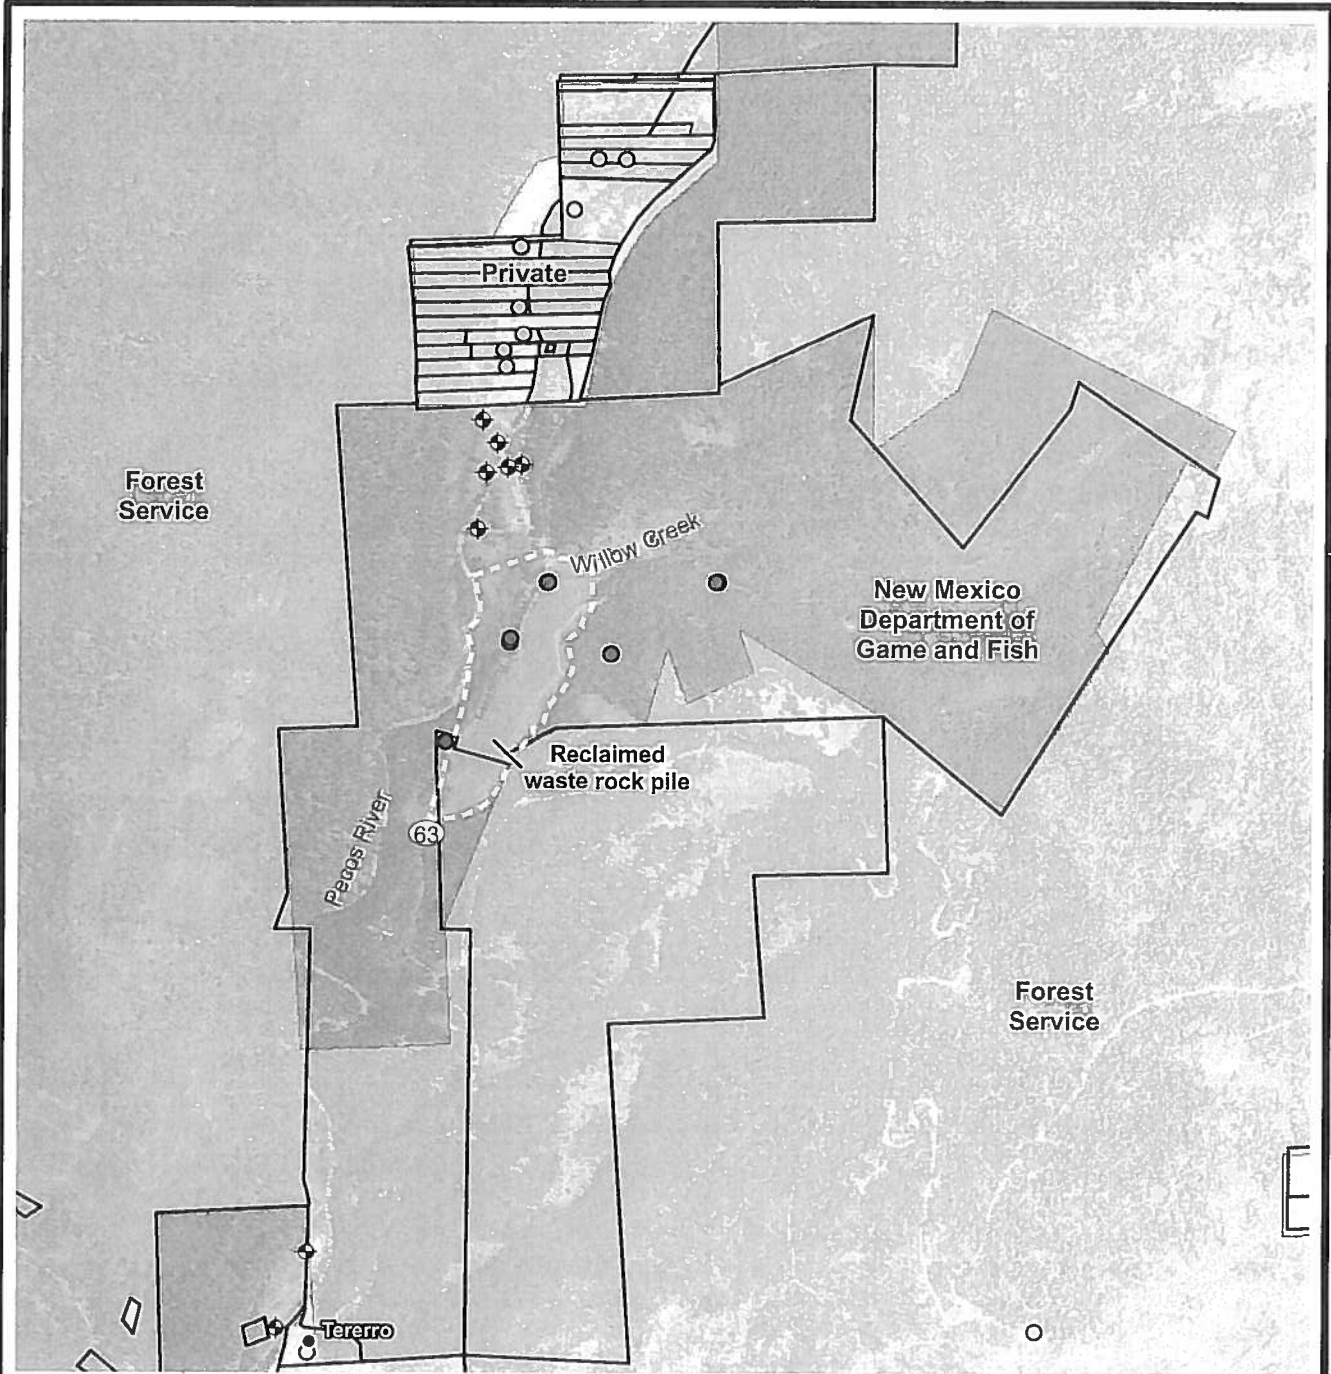 Private
Forest
Service
Willow Creek
New Mexico
Department of
Game and Fish
Reclaimed
waste rock pile
63
Pecos River
Forest
Service
Tererro